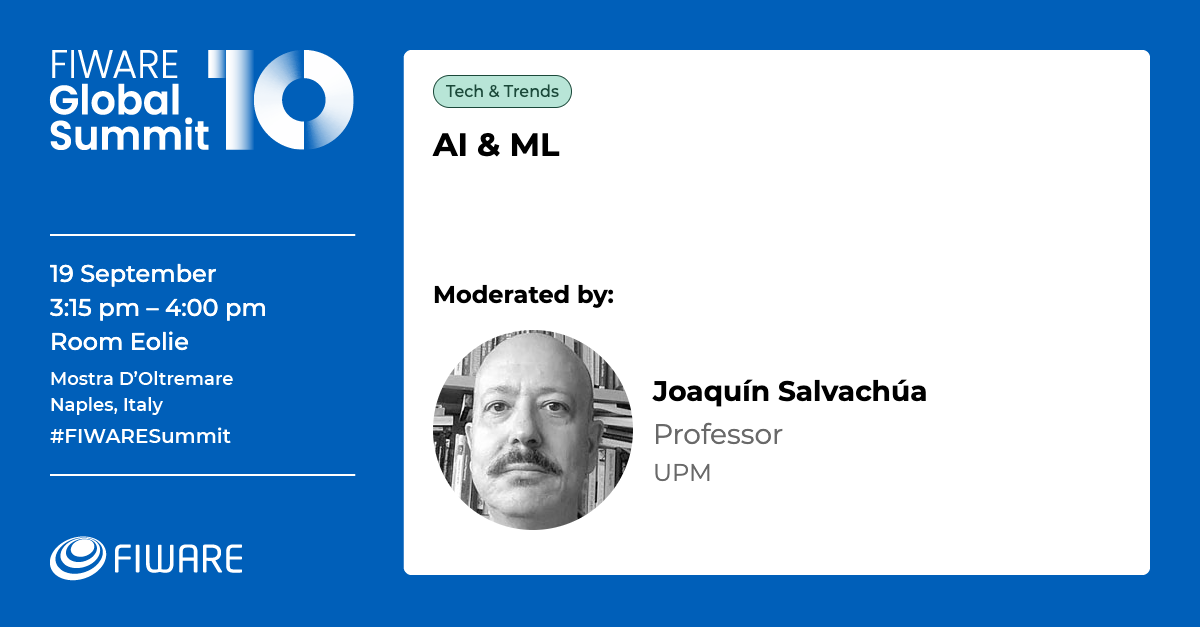 FIWARE
Global
Summit
10
19 September
3:15 pm – 4:00 pm
Room Eolie
Mostra D’Oltremare
Naples, Italy
#FIWARESummit
FIWARE
Tech & Trends
AI & ML
Moderated by:
Joaquín Salvachúa
Professor
UPM